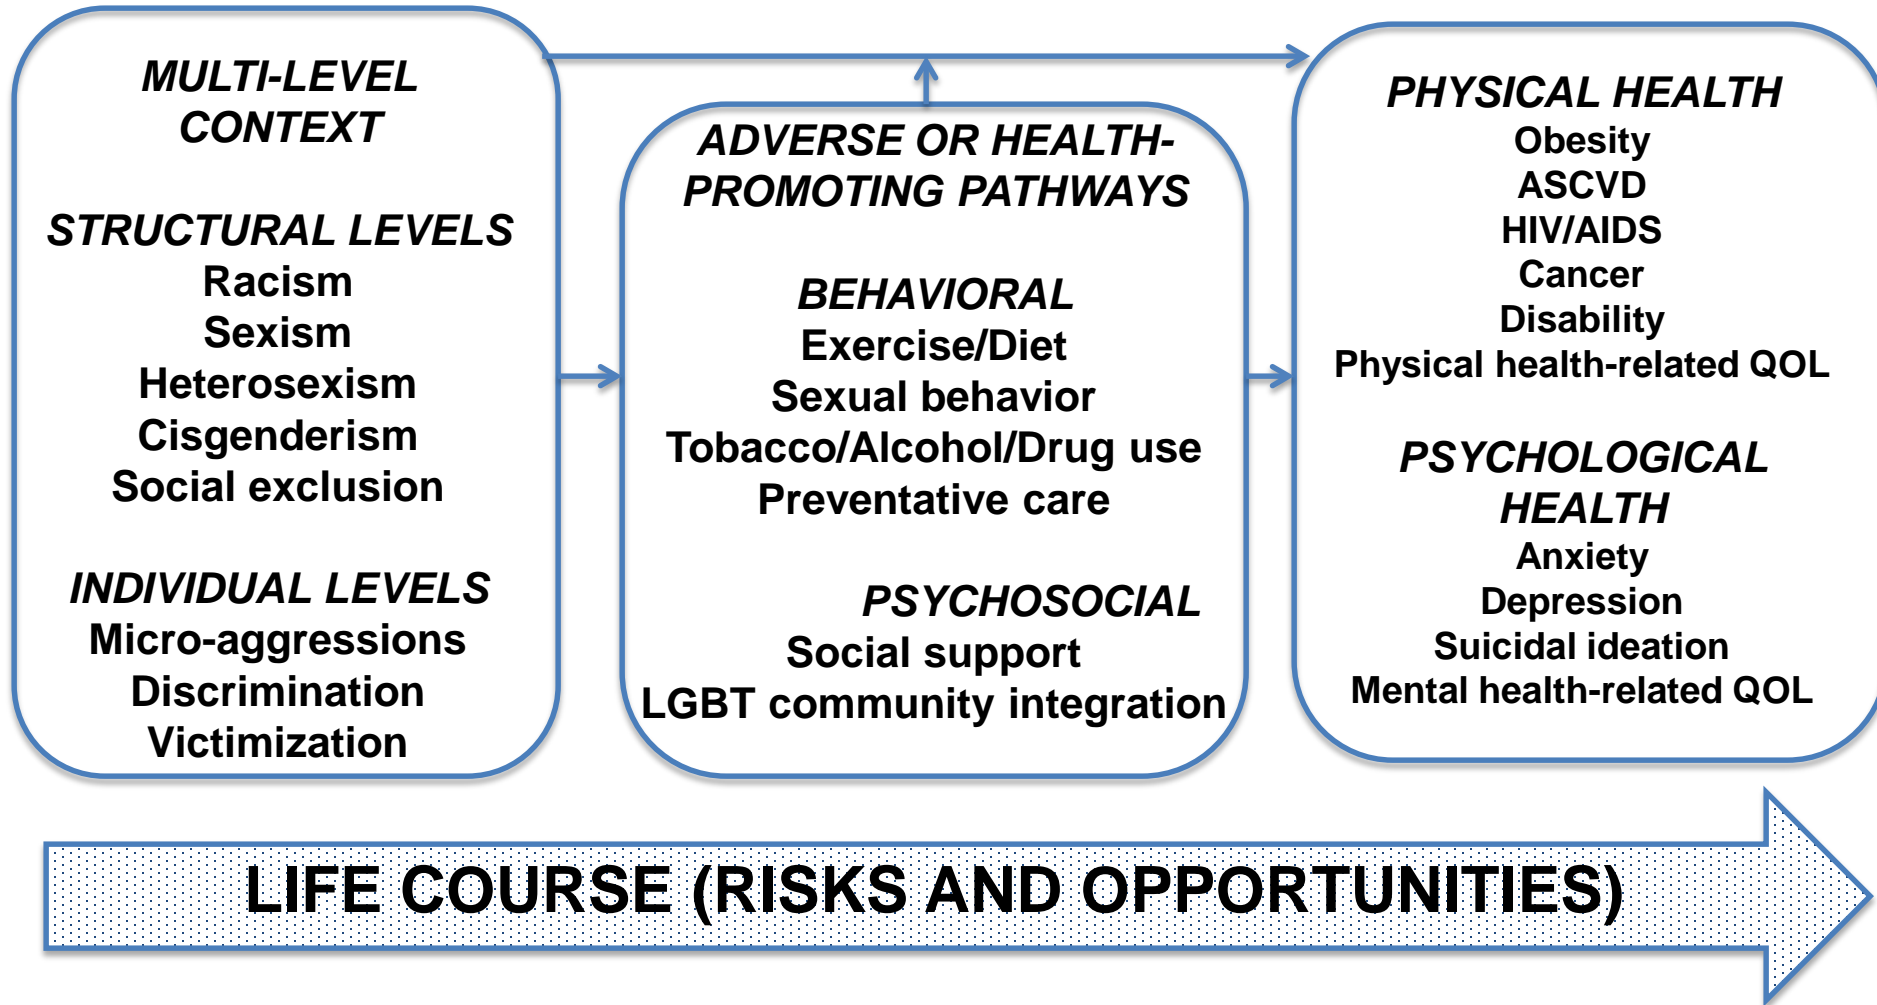 MULTI-LEVEL
CONTEXT
STRUCTURAL LEVELS
Racism
Sexism
Heterosexism
Cisgenderism
Social exclusion
INDIVIDUAL LEVELS
Micro-aggressions
Discrimination
Victimization
ADVERSE OR HEALTH-
PROMOTING PATHWAYS
BEHAVIORAL
Exercise/Diet
Sexual behavior
Tobacco/Alcohol/Drug use
Preventative care
PSYCHOSOCIAL
Social support
LGBT community integration
PHYSICAL HEALTH
Obesity
ASCVD
HIV/AIDS
Cancer
Disability
Physical health-related QOL
PSYCHOLOGICAL
HEALTH
Anxiety
Depression
Suicidal ideation
Mental health-related QOL
LIFE COURSE (RISKS AND OPPORTUNITIES)